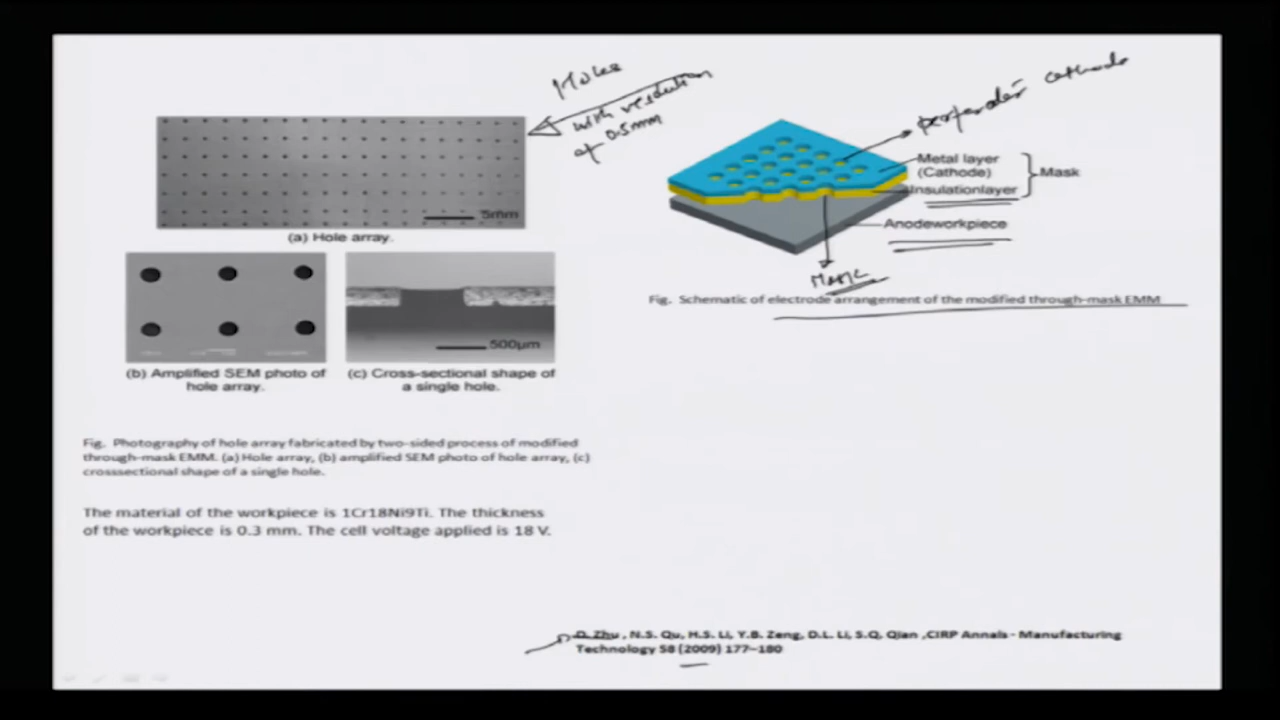 Holes
with resolution
of 0.5mm
5mm
(a) Hole array.
500μm
(b) Amplified SEM photo of
hole array.
(c) Cross-sectional shape of
a single hole.
Fig. Photography of hole array fabricated by two-sided process of modified
through-mask EMM. (a) Hole array, (b) amplified SEM photo of hole array, (c)
crosssectional shape of a single hole.
The material of the workpiece is 1Cr18Ni9Ti. The thickness
of the workpiece is 0.3 mm. The cell voltage applied is 18 V.
cathode
Metal layer
(Cathode)
Insulationlayer
Mask
Anodeworkpiece
Fig. Schematic of electrode arrangement of the modified through-mask EMM
D. Zhu , N.S. Qu, H.S. Li, Y.B. Zeng, D.L. Li, S.Q. Qian ,CIRP Annals - Manufacturing
Technology 58 (2009) 177–180